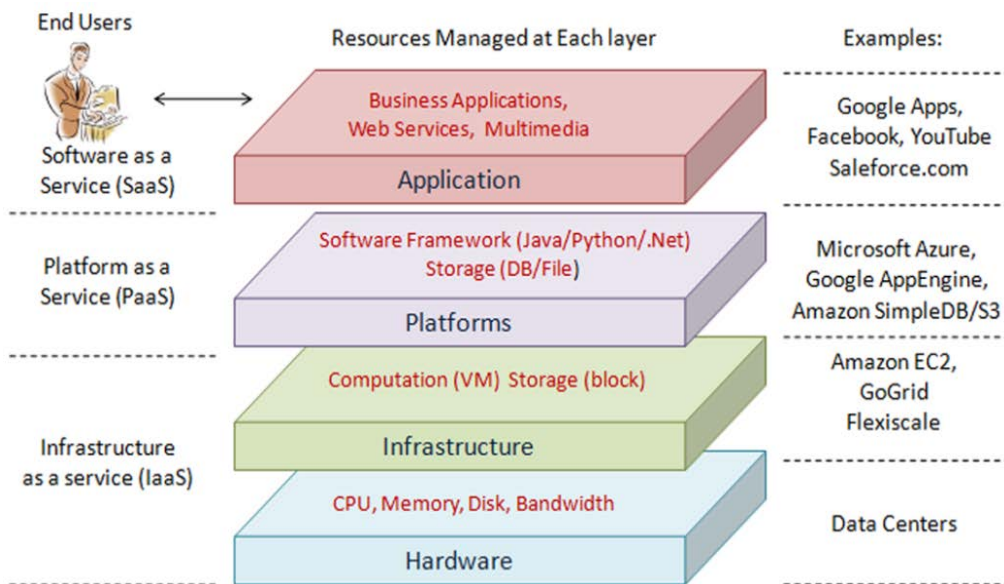 End Users
Resources Managed at Each layer
Examples:
Business Applications,
Web Services, Multimedia
Application
Software as a
Service (SaaS)
Google Apps,
Facebook, YouTube
Saleforce.com
Software Framework (Java/Python/.Net)
Storage (DB/File)
Platforms
Platform as a
Service (PaaS)
Microsoft Azure,
Google AppEngine,
Amazon SimpleDB/S3
Computation (VM) Storage (block)
Infrastructure
Amazon EC2,
GoGrid
Flexiscale
Infrastructure
as a service (IaaS)
CPU, Memory, Disk, Bandwidth
Hardware
Data Centers